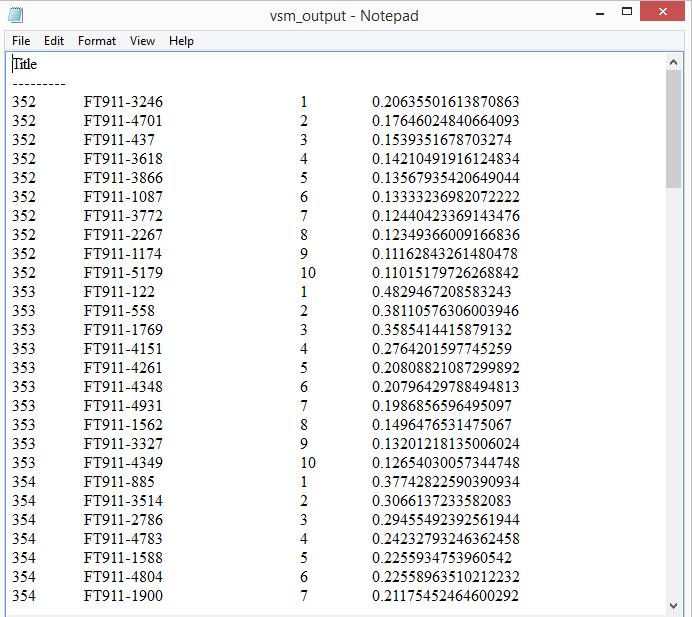 vsm_output - Notepad
File Edit Format View Help
Title
---------
352 FT911-3246 1 0.20635501613870863
352 FT911-4701 2 0.17646024840664093
352 FT911-437 3 0.1539351678703274
352 FT911-3618 4 0.14210491916124834
352 FT911-3866 5 0.13567935420649044
352 FT911-1087 6 0.13333236982072222
352 FT911-3772 7 0.12440423369143476
352 FT911-2267 8 0.12349366009166836
352 FT911-1174 9 0.11162843261480478
352 FT911-5179 10 0.11015179726268842
353 FT911-122 1 0.4829467208583243
353 FT911-558 2 0.38110576306003946
353 FT911-1769 3 0.3585414415879132
353 FT911-4151 4 0.2764201597745259
353 FT911-4261 5 0.20808821087299892
353 FT911-4348 6 0.20796429788494813
353 FT911-4931 7 0.1986856596495097
353 FT911-1562 8 0.1496476531475067
353 FT911-3327 9 0.13201218135006024
353 FT911-4349 10 0.12654030057344748
354 FT911-885 1 0.37742822590390934
354 FT911-3514 2 0.3066137233582083
354 FT911-2786 3 0.29455492392561944
354 FT911-4783 4 0.24232793246362458
354 FT911-1588 5 0.2255934753960542
354 FT911-4804 6 0.22558963510212232
354 FT911-1900 7 0.21175452464600292